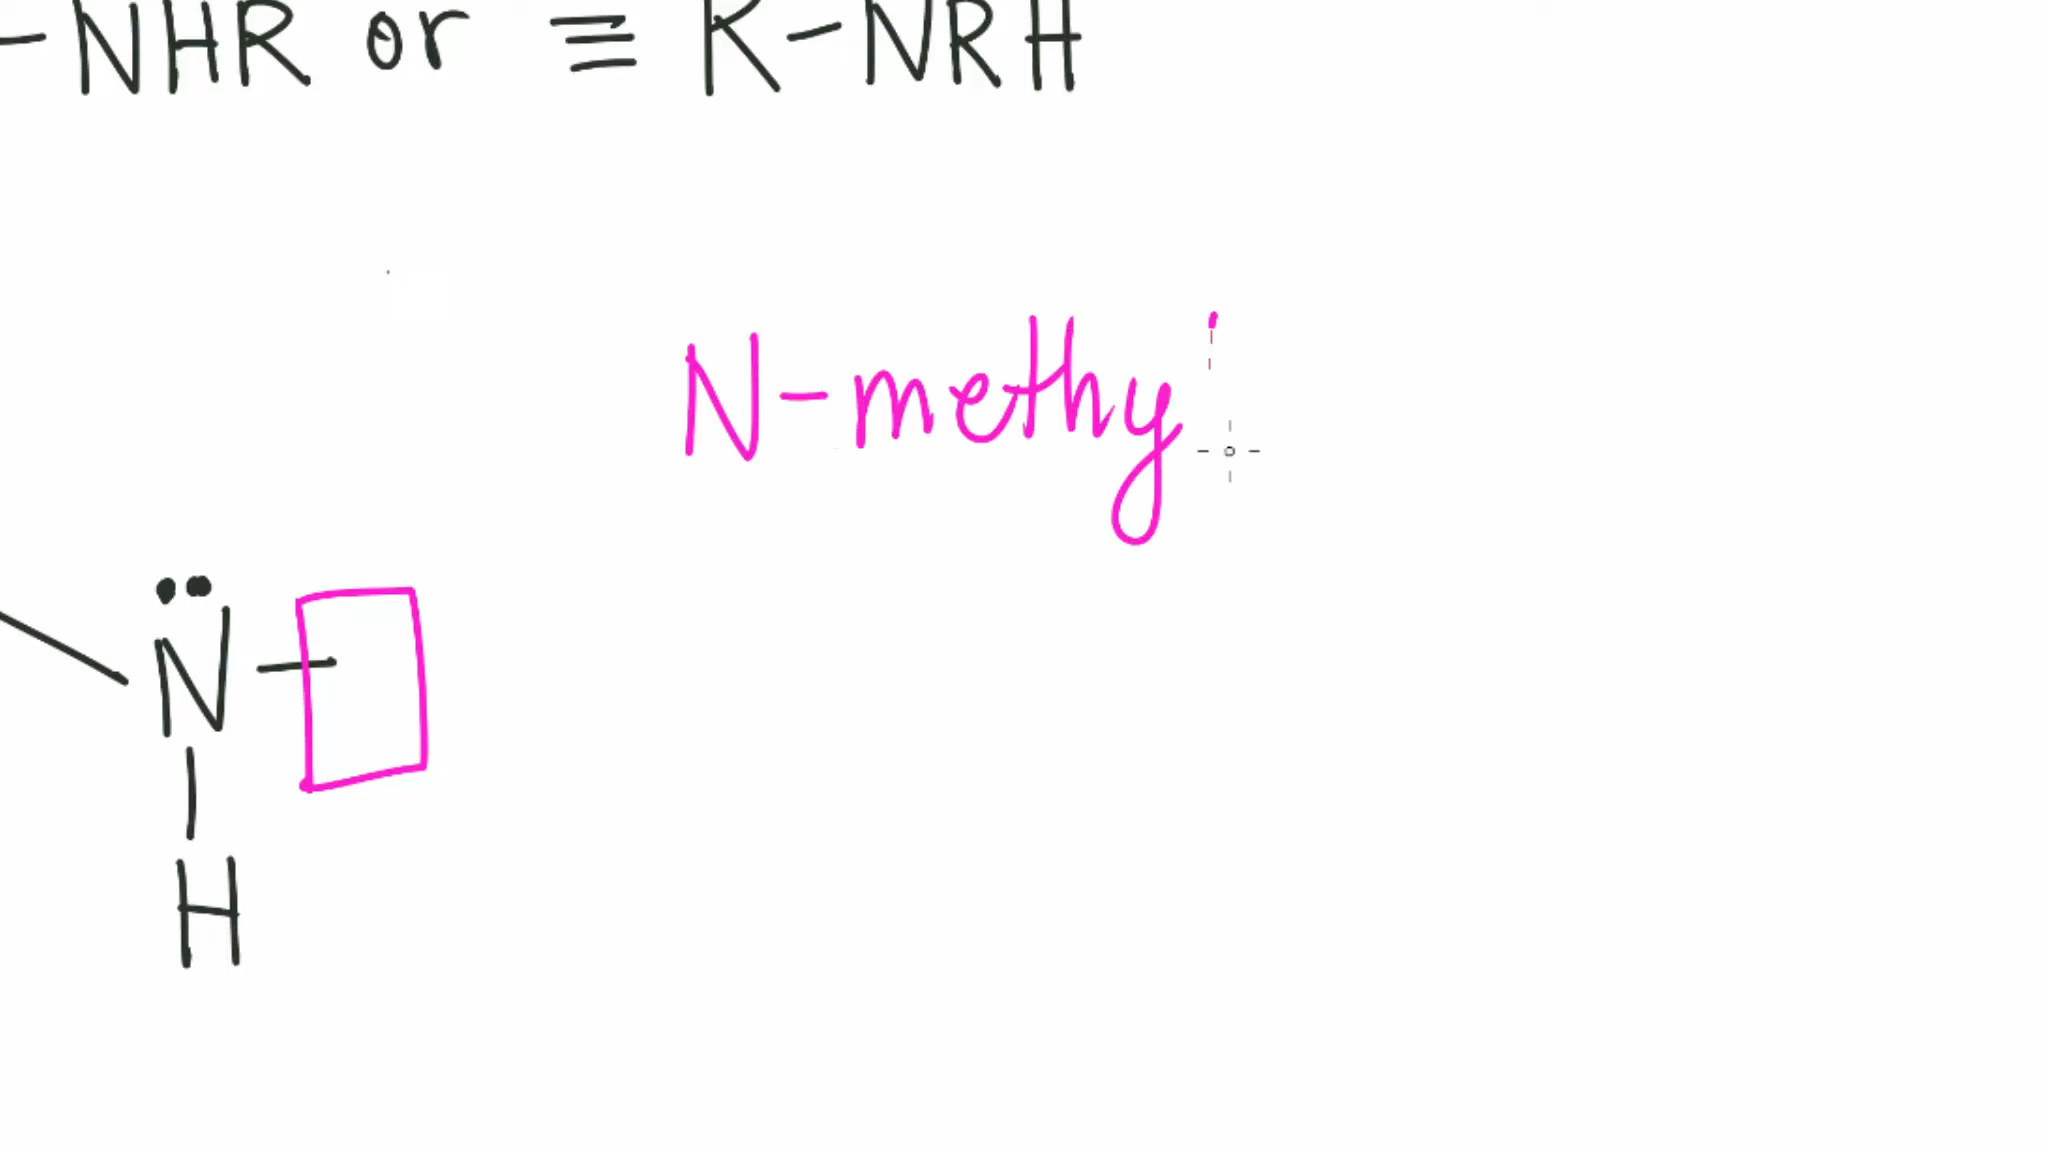 -NHR or ≡ R-NRH
N-methy
N
H